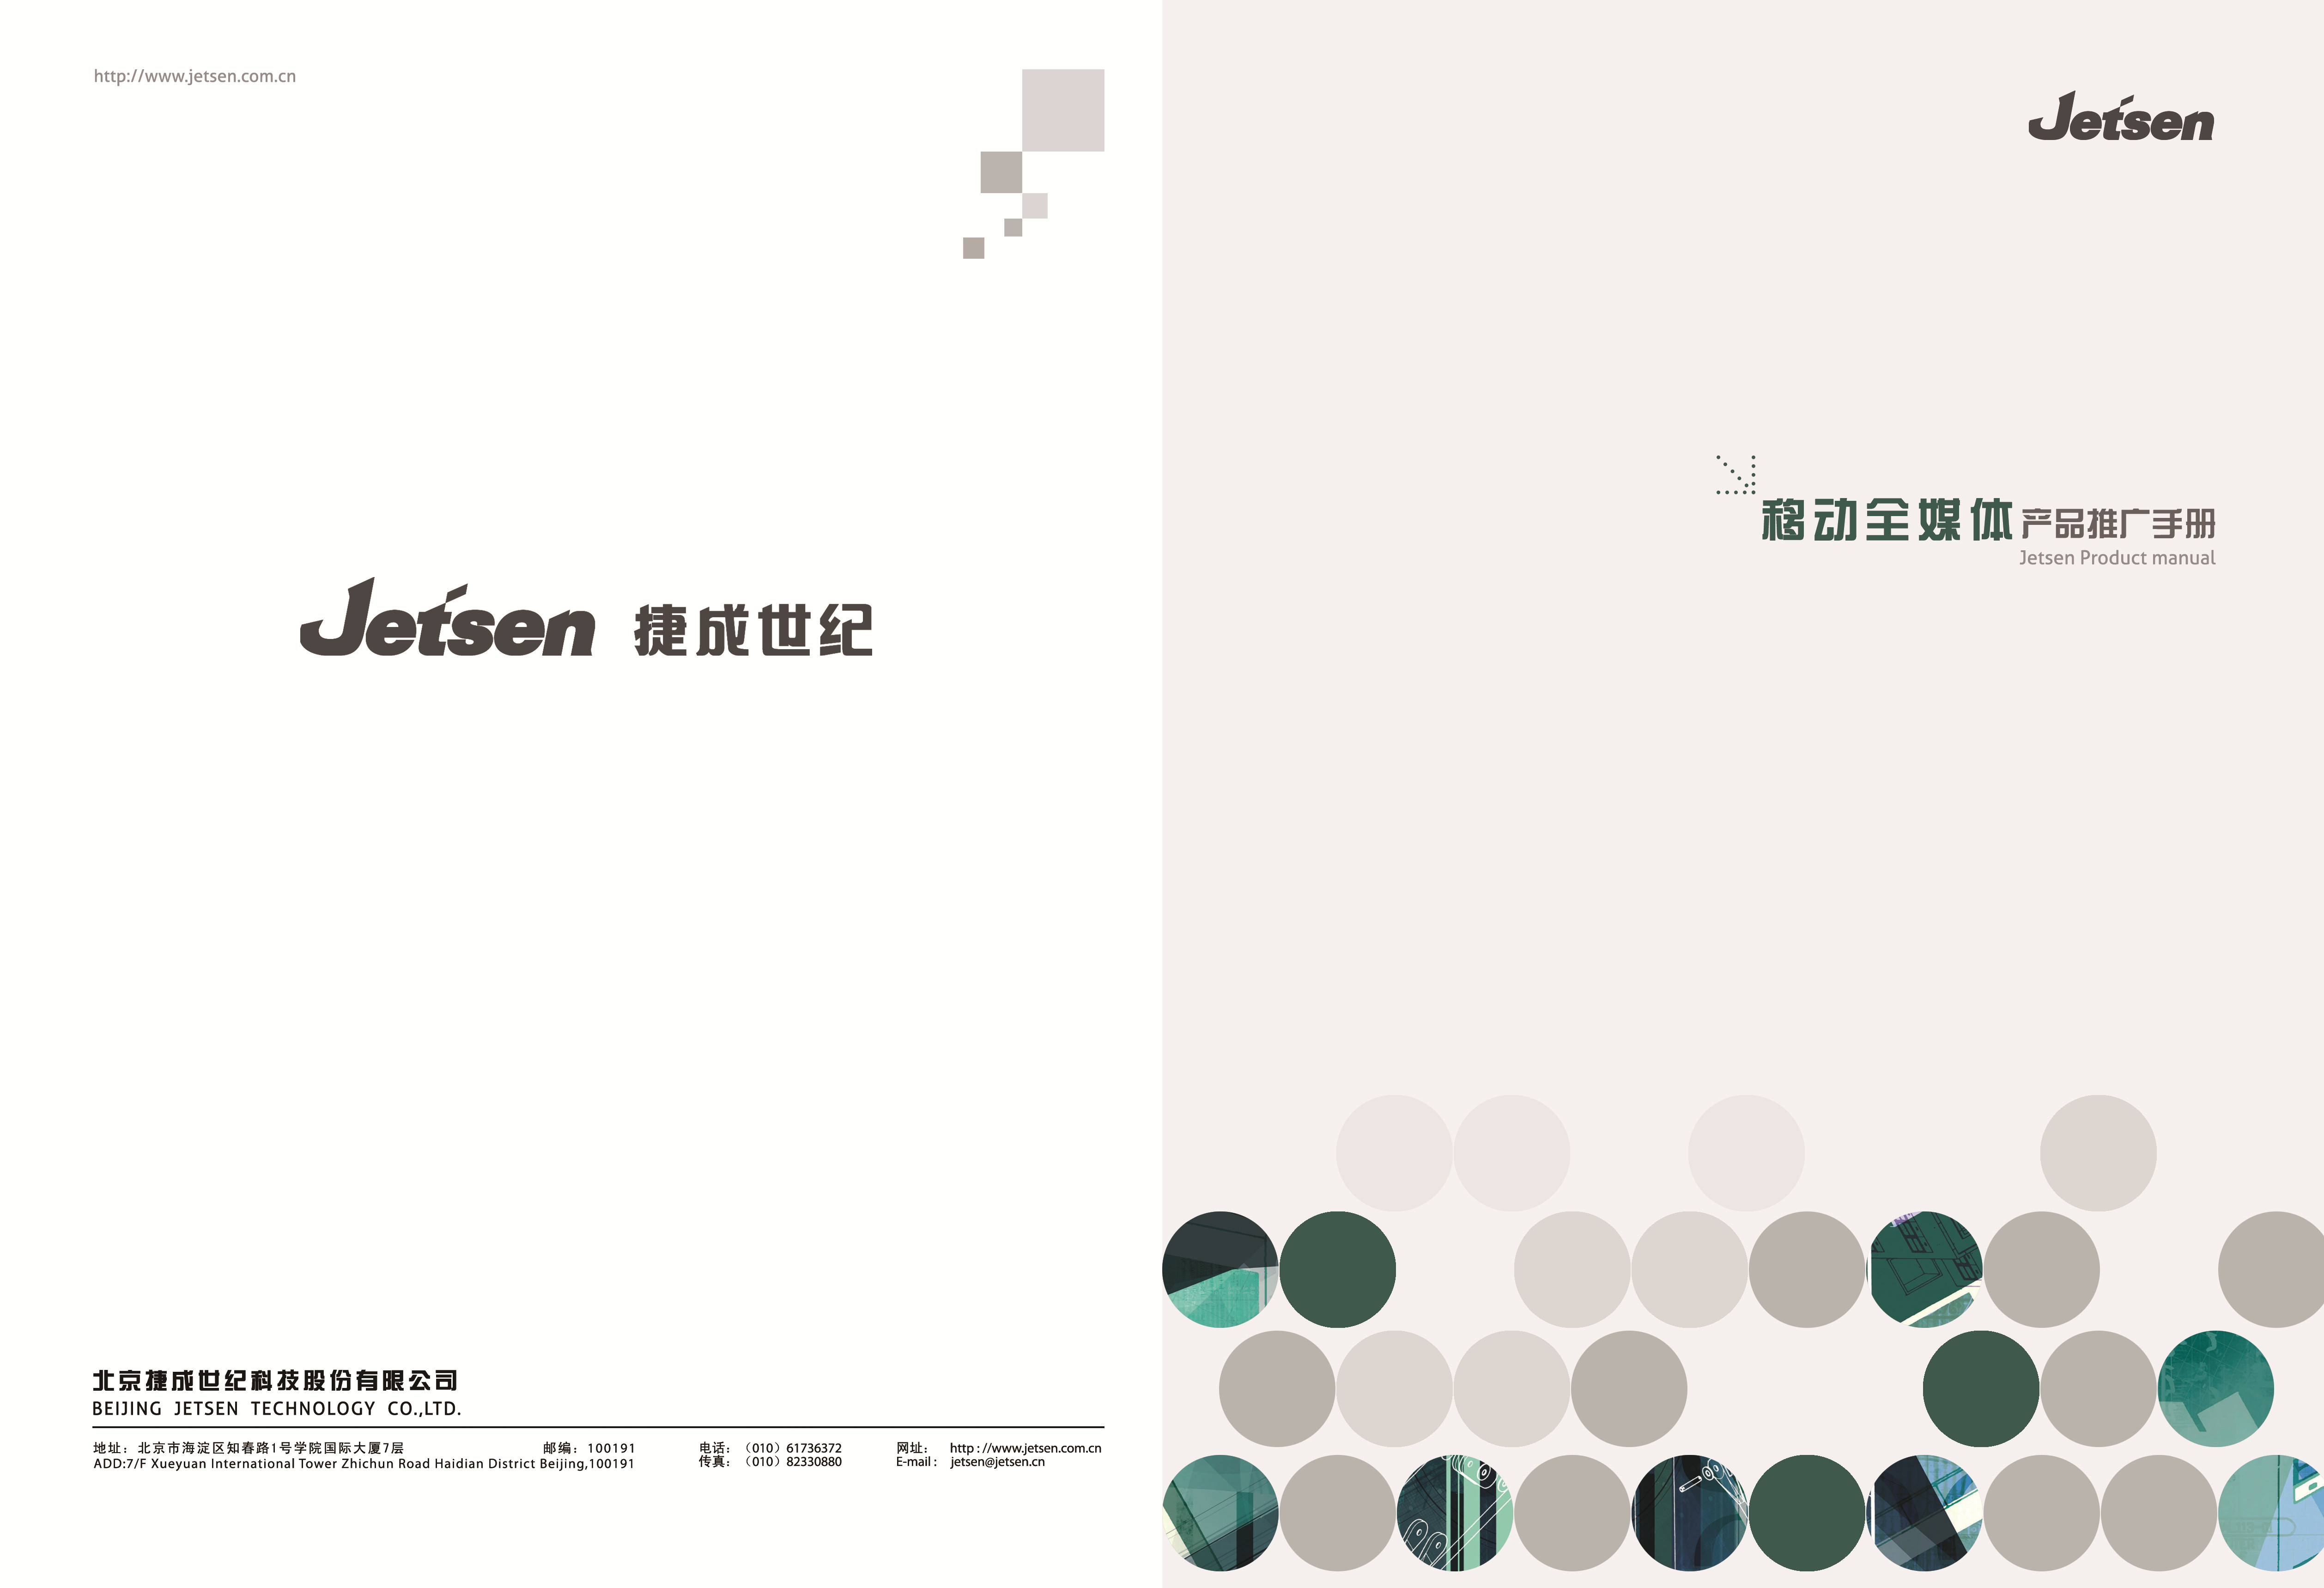 http://www.jetsen.com.cn
Jetsen 捷成世纪
北京捷成世纪科技股份有限公司
BEIJING JETSEN TECHNOLOGY CO.,LTD.
地址：北京市海淀区知春路1号学院国际大厦7层 邮编：100191
ADD:7/F Xueyuan International Tower Zhichun Road Haidian District Beijing,100191
电话：（010）61736372
传真：（010）82330880
网址： http://www.jetsen.com.cn
E-mail: jetsen@jetsen.cn
Jetsen
移动全媒体产品推广手册
Jetsen Product manual